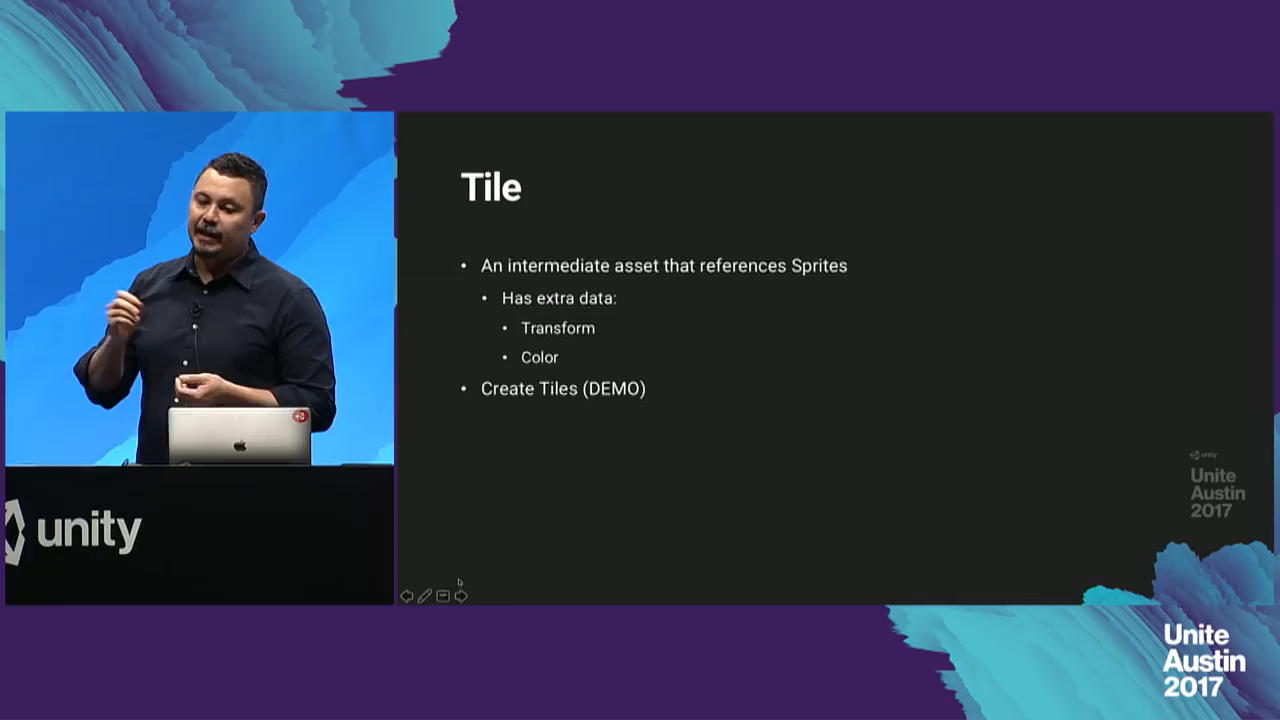 Tile
• An intermediate asset that references Sprites
• Has extra data:
• Transform
• Color
• Create Tiles (DEMO)
unity
Unite
Austin
2017
unity
Unite
Austin
2017